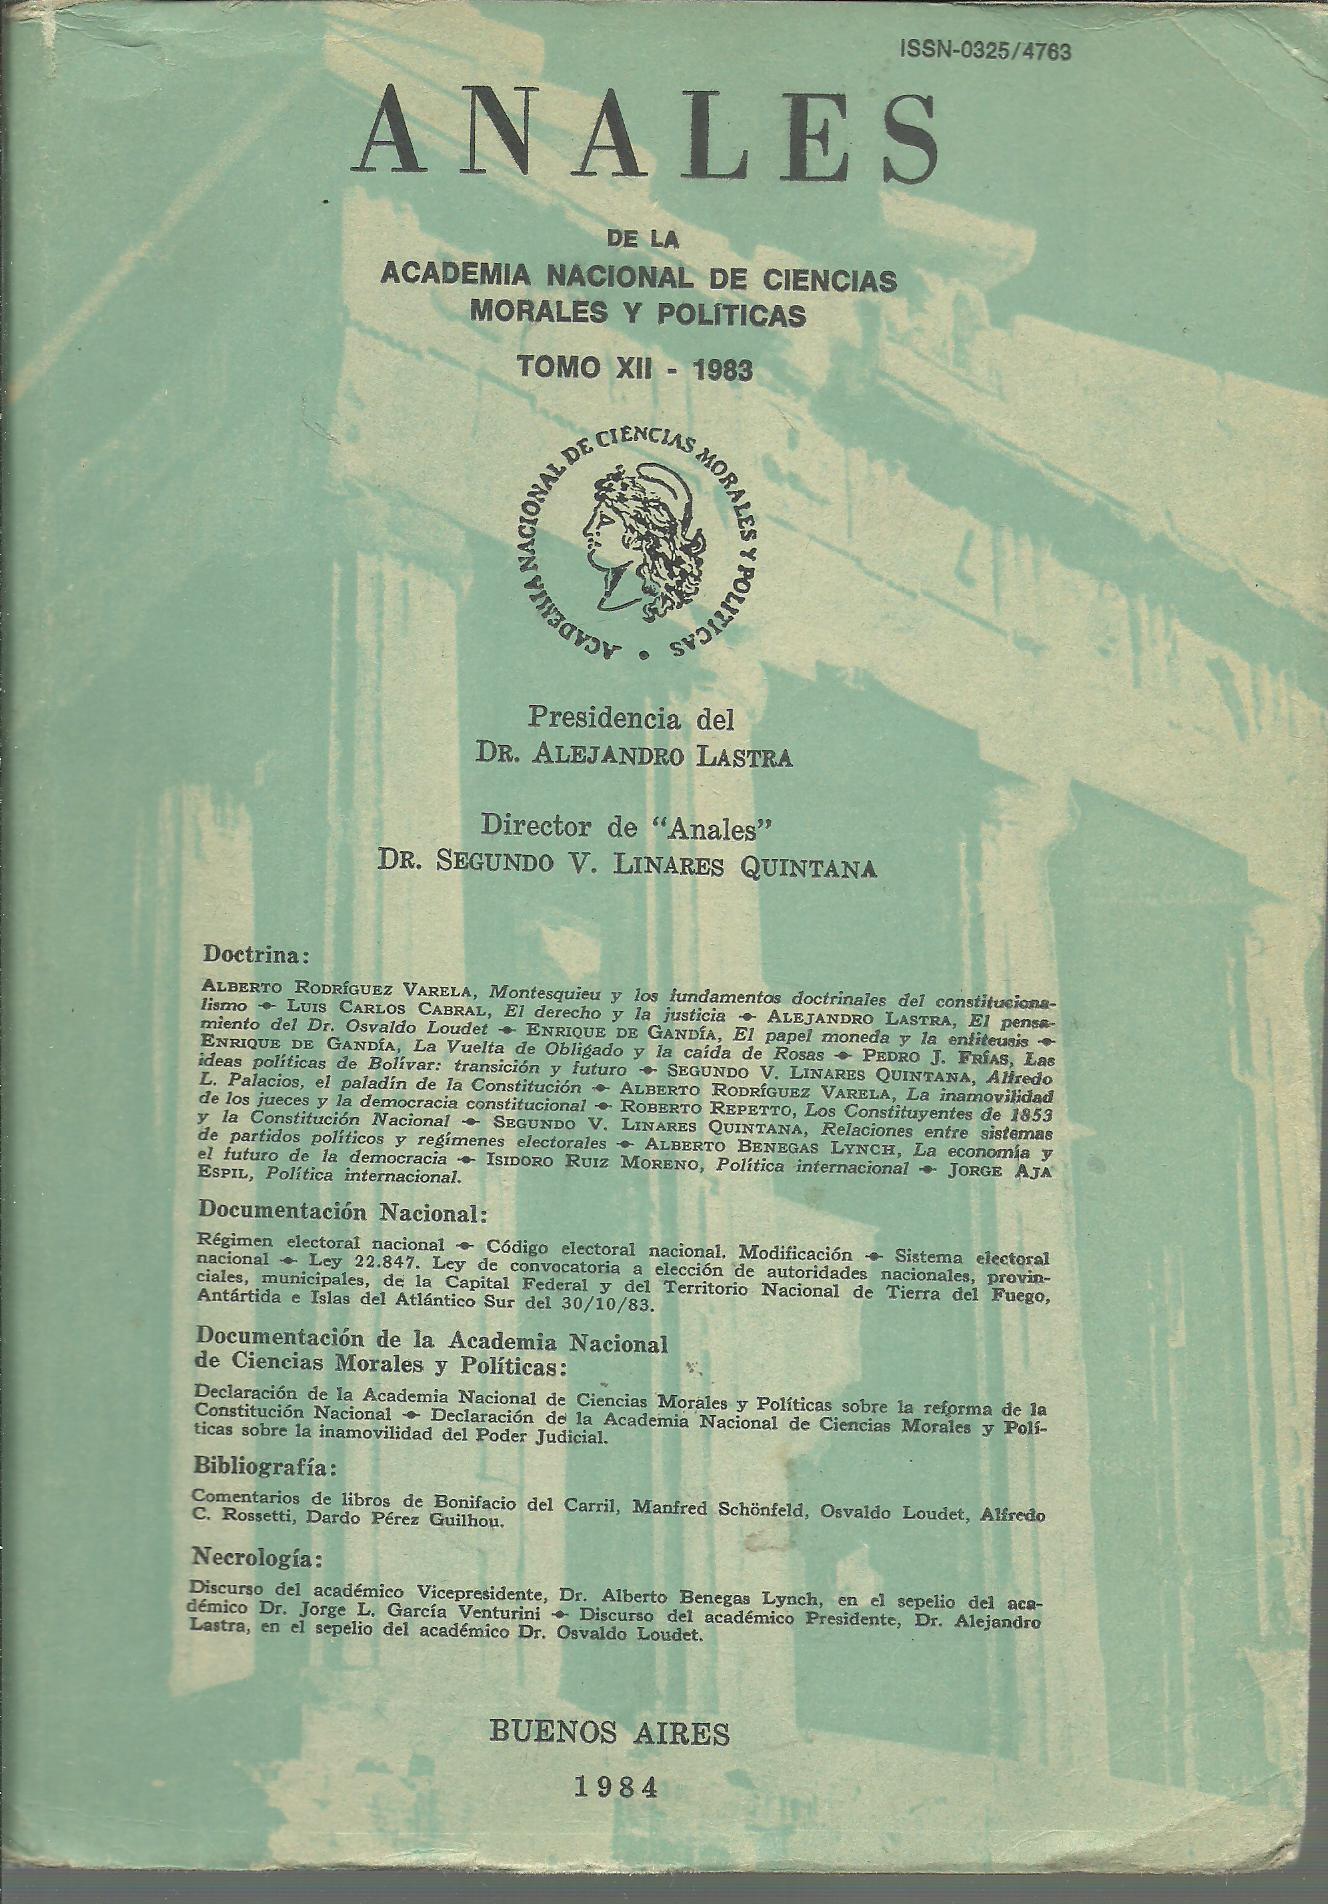 ISSN-0325/4763
ANALES
DE LA
ACADEMIA NACIONAL DE CIENCIAS
MORALES Y POLÍTICAS
TOMO XII - 1983
ACADEMIA NACIONAL DE CIENCIAS MORALES Y POLITICAS •
Presidencia del
DR. ALEJANDRO LASTRA
Director de "Anales"
DR. SEGUNDO V. LINARES QUINTANA
Doctrina:
ALBERTO RODRÍGUEZ VARELA, Montesquieu y los fundamentos doctrinales del constituciona-
lismo -•- LUIS CARLOS CABRAL, El derecho y la justicia -•- ALEJANDRO LASTRA, El pensa-
miento del Dr. Osvaldo Loudet -•- ENRIQUE DE GANDÍA, El papel moneda y la enfiteusis -•-
ENRIQUE DE GANDÍA, La Vuelta de Obligado y la caída de Rosas -•- PEDRO J. FRÍAS, Las
ideas políticas de Bolívar: transición y futuro -•- SEGUNDO V. LINARES QUINTANA, Alfredo
L. Palacios, el paladín de la Constitución -•- ALBERTO RODRÍGUEZ VARELA, La inamovilidad
de los jueces y la democracia constitucional -•- ROBERTO REPETTO, Los Constituyentes de 1853
y la Constitución Nacional -•- SEGUNDO V. LINARES QUINTANA, Relaciones entre sistemas
de partidos políticos y regímenes electorales -•- ALBERTO BENEGAS LYNCH, La economía y
el futuro de la democracia -•- ISIDORO RUIZ MORENO, Política internacional -•- JORGE AJA
ESPIL, Política internacional.
Documentación Nacional:
Régimen electoral nacional -•- Código electoral nacional. Modificación -•- Sistema electoral
nacional -•- Ley 22.847. Ley de convocatoria a elección de autoridades nacionales, provin-
ciales, municipales, de la Capital Federal y del Territorio Nacional de Tierra del Fuego,
Antártida e Islas del Atlántico Sur del 30/10/83.
Documentación de la Academia Nacional
de Ciencias Morales y Políticas:
Declaración de la Academia Nacional de Ciencias Morales y Políticas sobre la reforma de la
Constitución Nacional -•- Declaración de la Academia Nacional de Ciencias Morales y Polí-
ticas sobre la inamovilidad del Poder Judicial.
Bibliografía:
Comentarios de libros de Bonifacio del Carril, Manfred Schönfeld, Osvaldo Loudet, Alfredo
C. Rossetti, Dardo Pérez Guilhou.
Necrología:
Discurso del académico Vicepresidente, Dr. Alberto Benegas Lynch, en el sepelio del aca-
démico Dr. Jorge L. García Venturini -•- Discurso del académico Presidente, Dr. Alejandro
Lastra, en el sepelio del académico Dr. Osvaldo Loudet.
BUENOS AIRES
1984